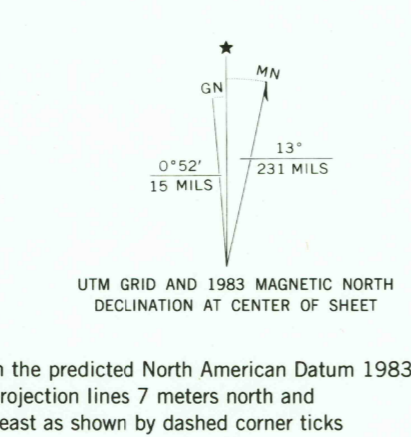 ★
MN
GN
13°
0°52'
231 MILS
15 MILS
UTM GRID AND 1983 MAGNETIC NORTH
DECLINATION AT CENTER OF SHEET
the predicted North American Datum 1983
rojection lines 7 meters north and
east as shown by dashed corner ticks